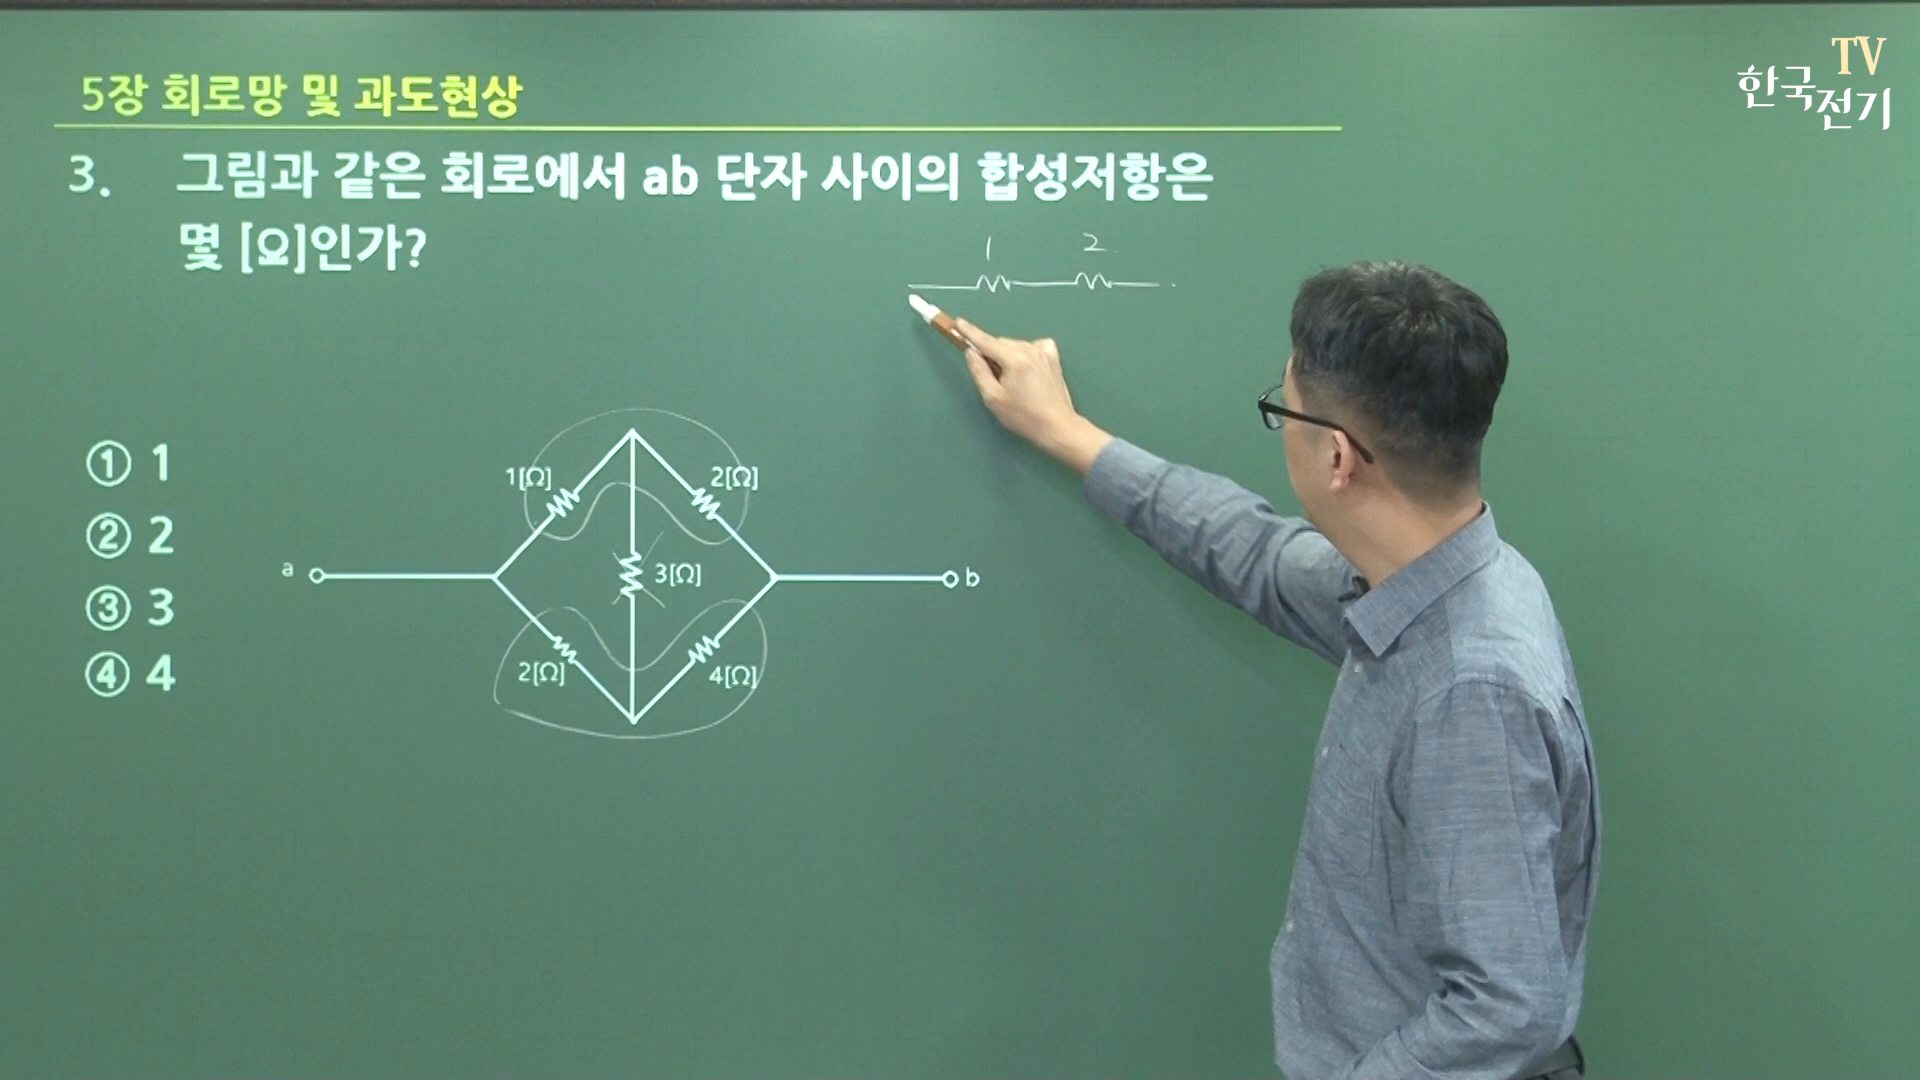 TV
한국전기
5장 회로망 및 과도현상
3. 그림과 같은 회로에서 ab 단자 사이의 합성저항은
몇 [요]인가?
1 2
① 1
② 2
③ 3
④ 4
1[Ω] 2[Ω]
a 3[Ω] b
2[Ω] 4[Ω]